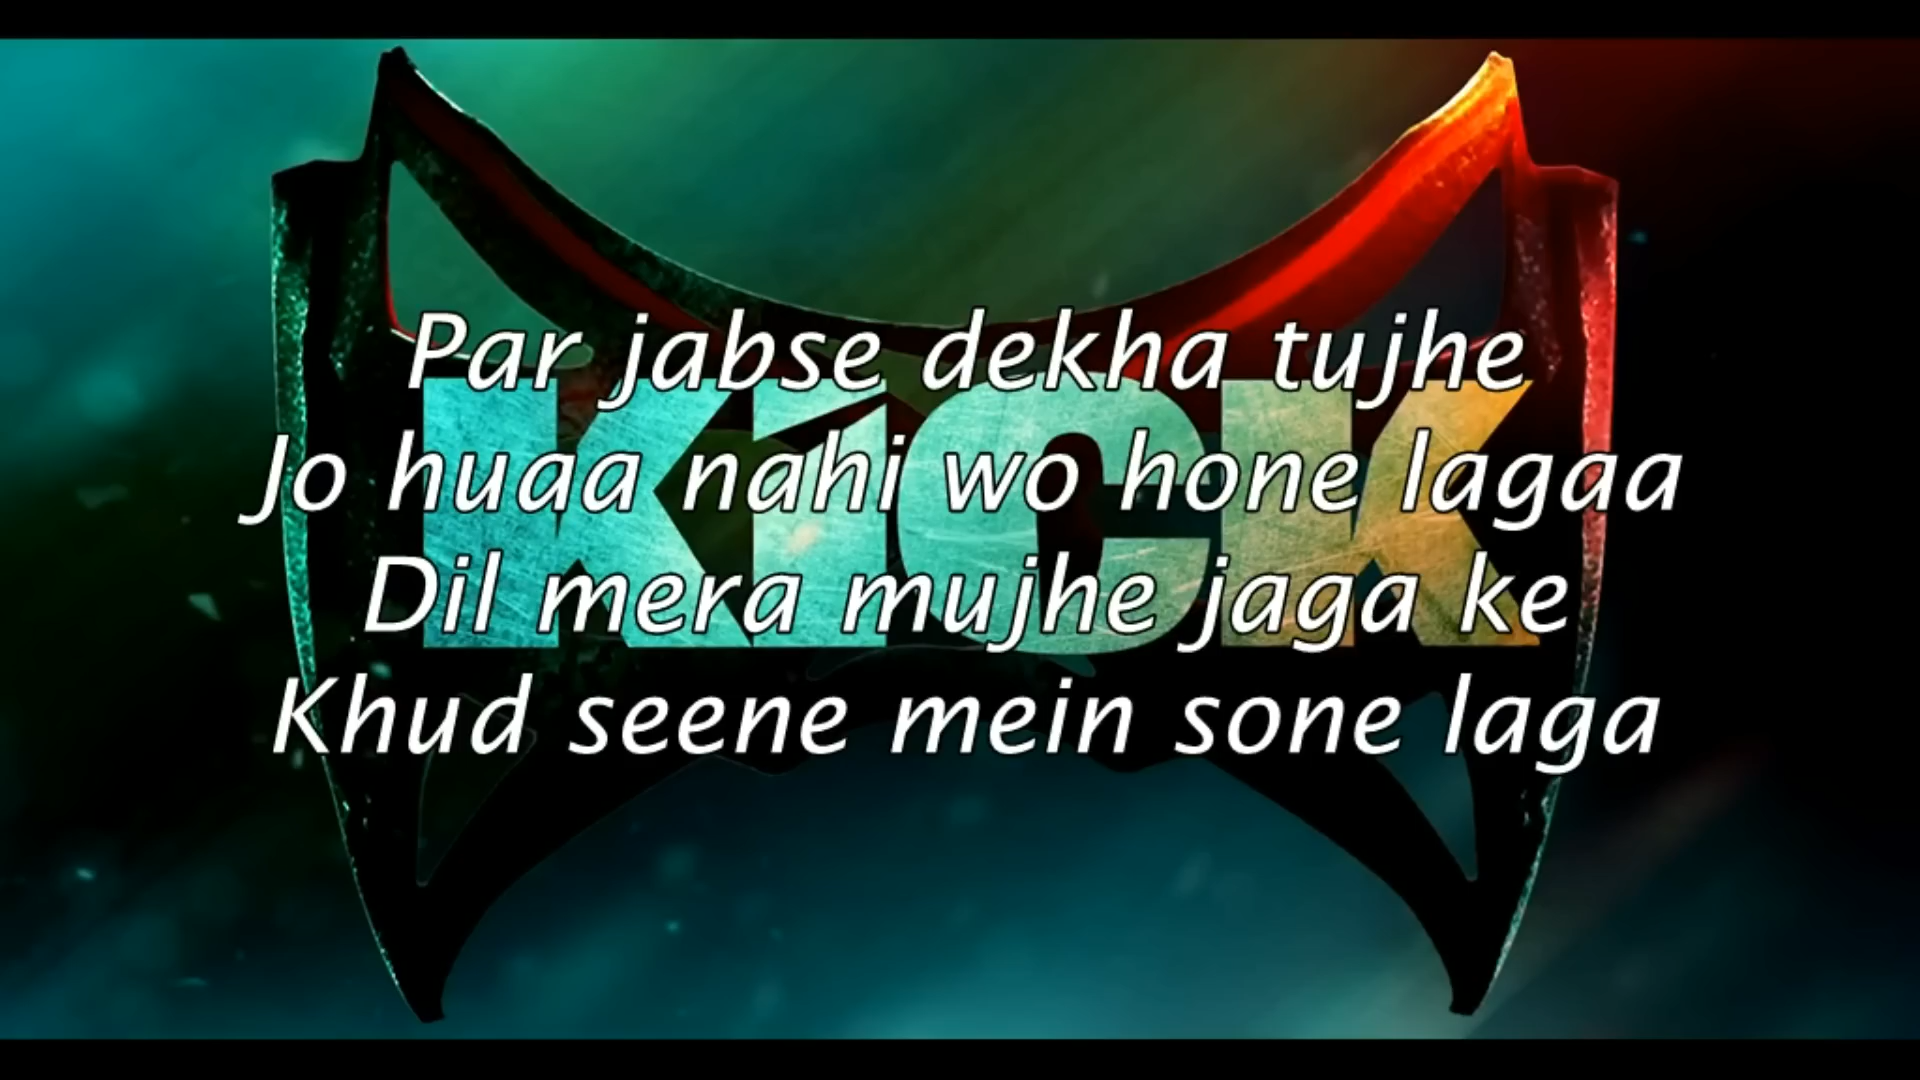 Par jabse dekha tujhe
KiCK
Jo huaa nahi wo hone lagaa
Dil mera mujhe jaga ke
Khud seene mein sone laga